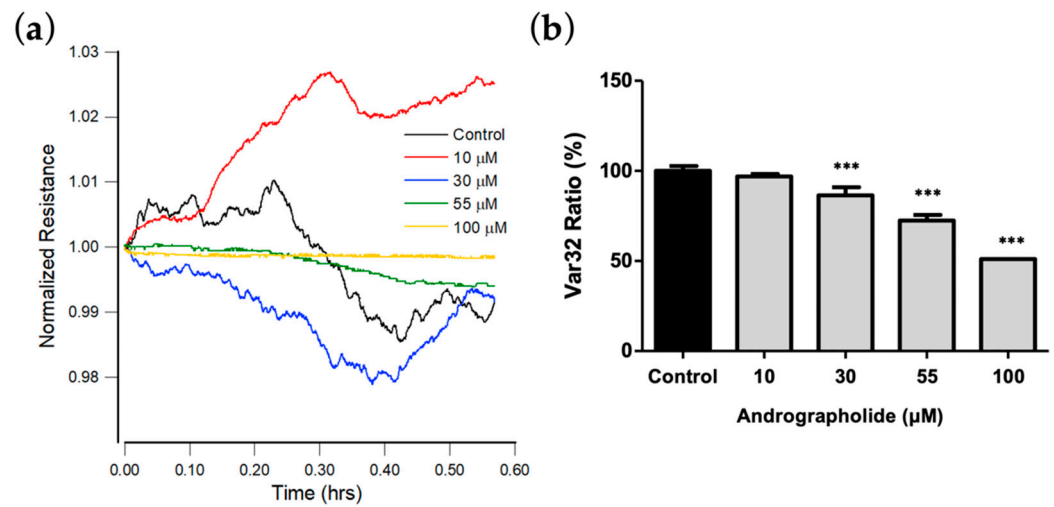 (a)
1.03
1.02
1.01
1.00
0.99
0.98
Normalized Resistance
Control
10 μM
30 μM
55 μM
100 μM
0.00 0.10 0.20 0.30 0.40 0.50 0.60
Time (hrs)
(b)
150
100
50
0
Var32 Ratio (%)
***
***
***
Control 10 30 55 100
Andrographolide (μM)